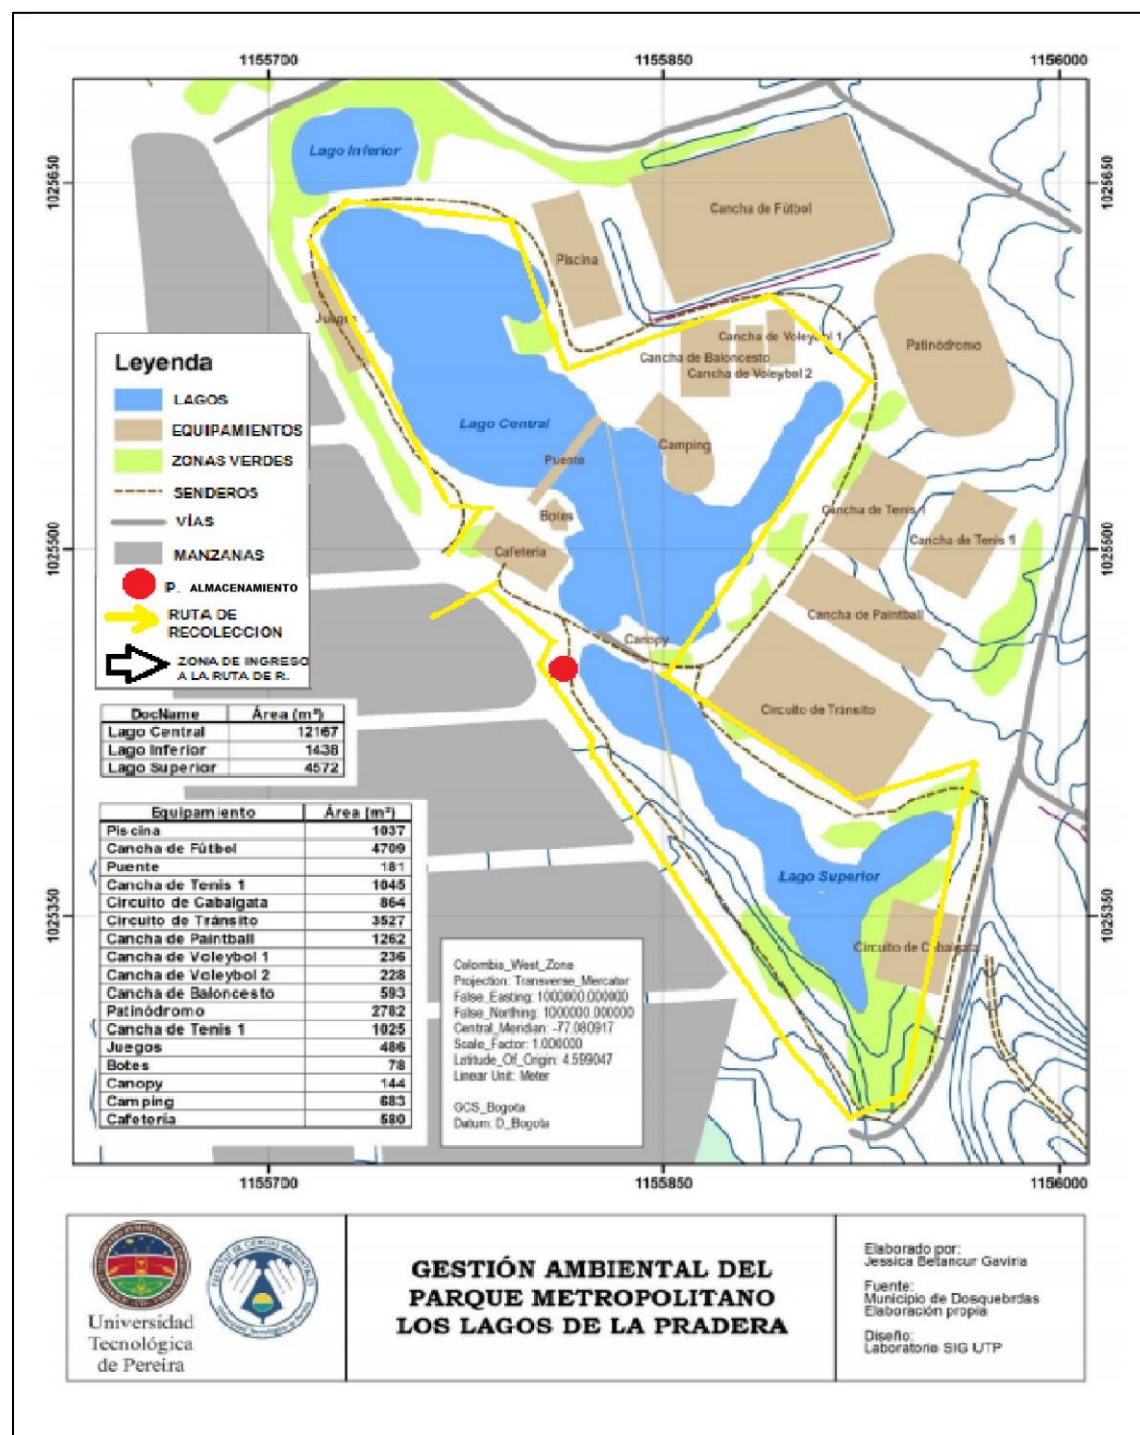 1155700 1155850 1156000
1025650 1025650
1025500 1025500
1025350 1025350
Lago Inferior
Cancha de Fútbol
Piscina
Juegos
Cancha de Voleybol 1
Cancha de Baloncesto
Cancha de Voleybol 2
Patinódromo
Lago Central
Camping
Puente
Botes
Cafetería
Cancha de Tenis 1
Cancha de Tenis 1
Cancha de Paintball
Canopy
Circuito de Tránsito
Lago Superior
Circuito de Cabalgata
Leyenda
LAGOS
EQUIPAMIENTOS
ZONAS VERDES
SENDEROS
VÍAS
MANZANAS
P. ALMACENAMIENTO
RUTA DE
RECOLECCION
ZONA DE INGRESO
A LA RUTA DE R.
DocName Área (m²)
Lago Central 12167
Lago Inferior 1438
Lago Superior 4572
Equipamiento Área (m²)
Piscina 1037
Cancha de Fútbol 4709
Puente 181
Cancha de Tenis 1 1045
Circuito de Cabalgata 864
Circuito de Tránsito 3527
Cancha de Paintball 1262
Cancha de Voleybol 1 236
Cancha de Voleybol 2 228
Cancha de Baloncesto 593
Patinódromo 2782
Cancha de Tenis 1 1025
Juegos 486
Botes 78
Canopy 144
Camping 683
Cafetería 580
Colombia_West_Zone
Projection: Transverse_Mercator
False_Easting: 1000000.000000
False_Northing: 1000000.000000
Central_Meridian: -77.080917
Scale_Factor: 1.000000
Latitude_Of_Origin: 4.599047
Linear Unit: Meter
GCS_Bogota
Datum: D_Bogota
1155700 1155850 1156000
Universidad
Tecnológica
de Pereira
GESTIÓN AMBIENTAL DEL
PARQUE METROPOLITANO
LOS LAGOS DE LA PRADERA
Elaborado por:
Jessica Betancur Gaviria
Fuente:
Municipio de Dosquebrdas
Elaboración propia
Diseño:
Laboratorio SIG UTP